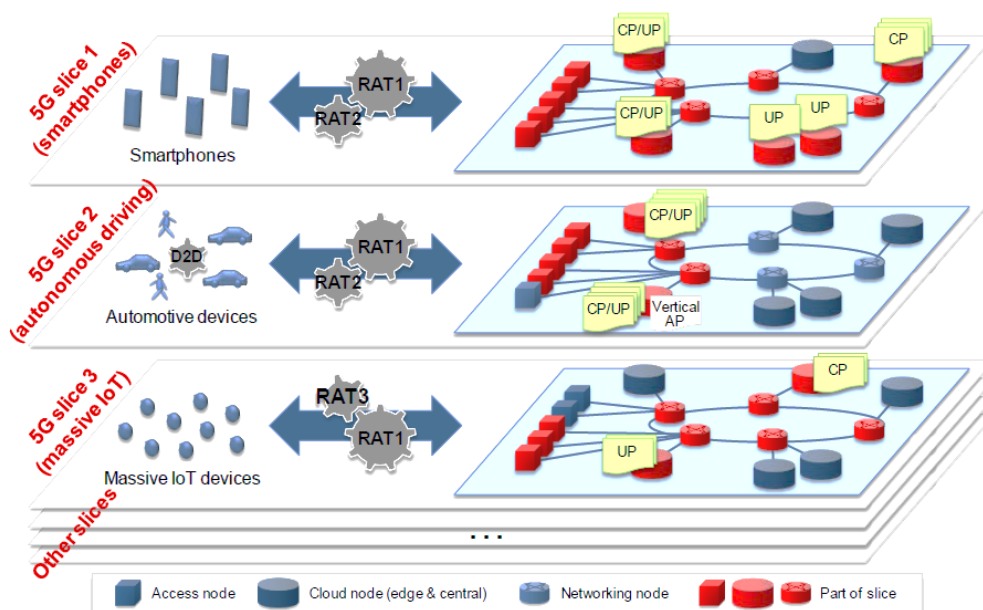 5G slice 1
(smartphones)
Smartphones
RAT1
RAT2
CP/UP
CP
CP/UP
UP
UP
5G slice 2
(autonomous driving)
D2D
Automotive devices
RAT1
RAT2
CP/UP
CP/UP
Vertical
AP
5G slice 3
(massive IoT)
Massive IoT devices
RAT3
RAT1
CP
UP
Other slices
. . .
Access node
Cloud node (edge & central)
Networking node
Part of slice